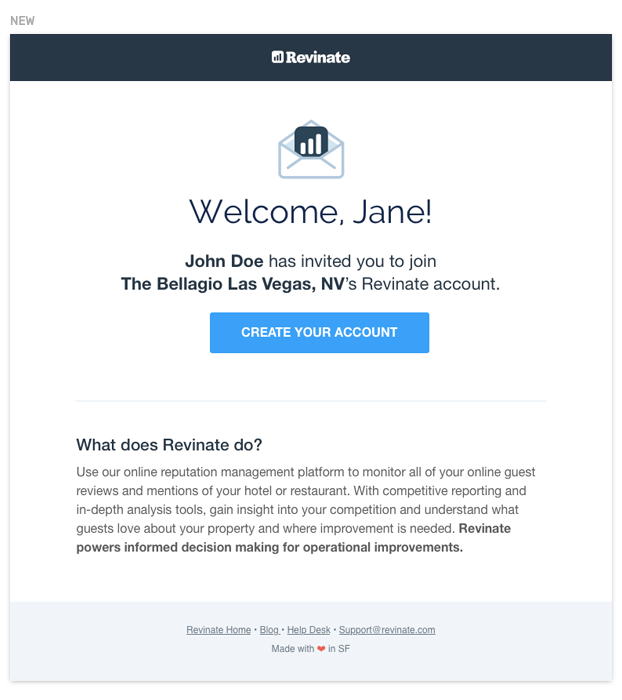 NEW
Revinate
Welcome, Jane!
John Doe has invited you to join
The Bellagio Las Vegas, NV’s Revinate account.
CREATE YOUR ACCOUNT
What does Revinate do?
Use our online reputation management platform to monitor all of your online guest
reviews and mentions of your hotel or restaurant. With competitive reporting and
in-depth analysis tools, gain insight into your competition and understand what
guests love about your property and where improvement is needed. Revinate
powers informed decision making for operational improvements.
Revinate Home • Blog • Help Desk • Support@revinate.com
Made with ❤ in SF